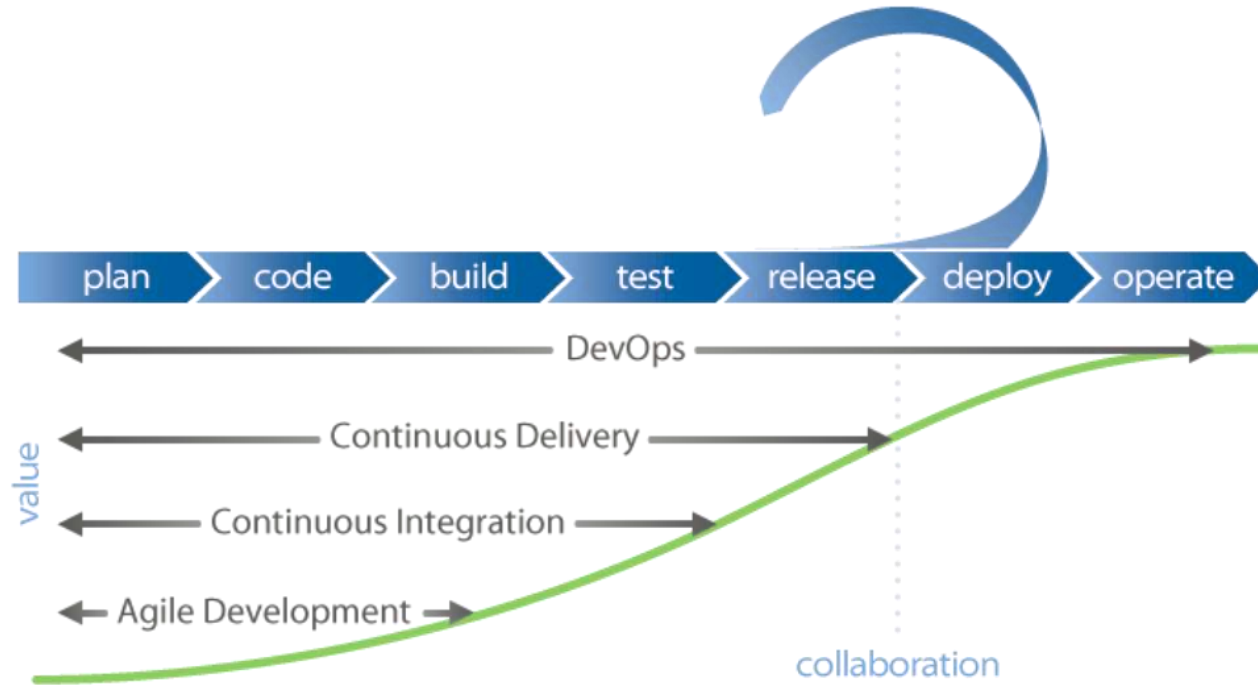 plan code build test release deploy operate
DevOps
Continuous Delivery
value
Continuous Integration
Agile Development
collaboration